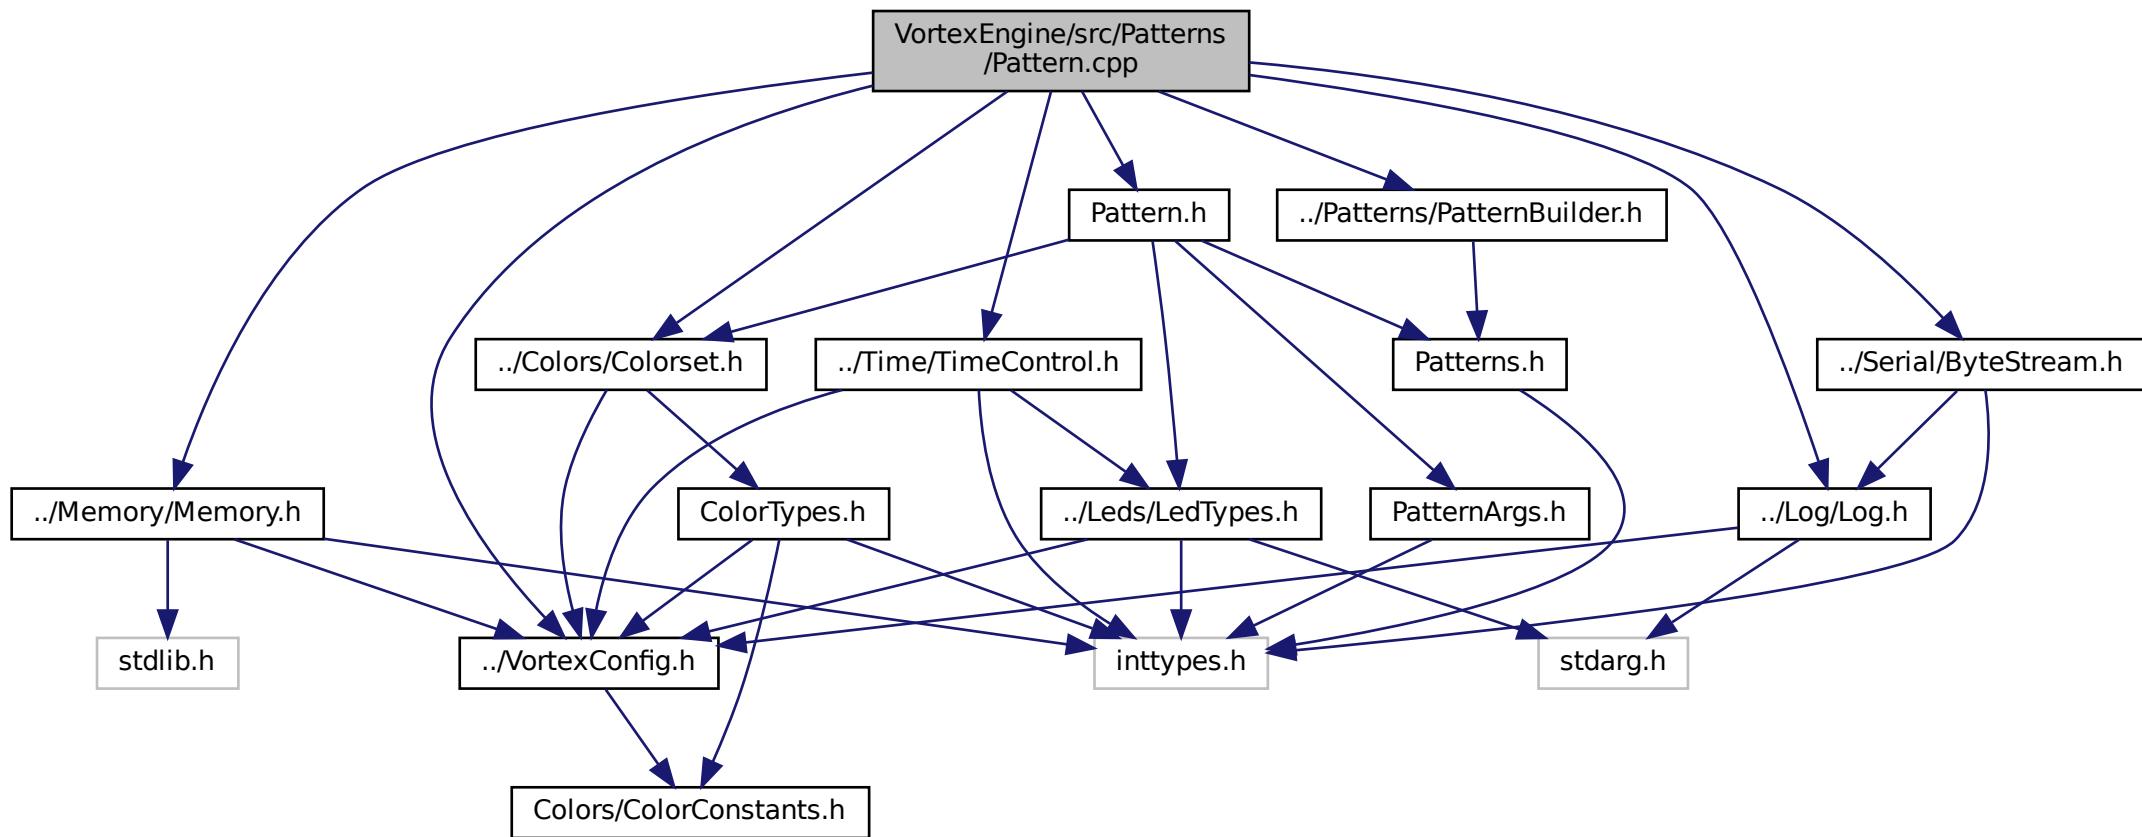 VortexEngine/src/Patterns
/Pattern.cpp
Pattern.h
../Patterns/PatternBuilder.h
../Colors/Colorset.h
../Time/TimeControl.h
Patterns.h
../Serial/ByteStream.h
../Memory/Memory.h
ColorTypes.h
../Leds/LedTypes.h
PatternArgs.h
../Log/Log.h
stdlib.h
../VortexConfig.h
inttypes.h
stdarg.h
Colors/ColorConstants.h